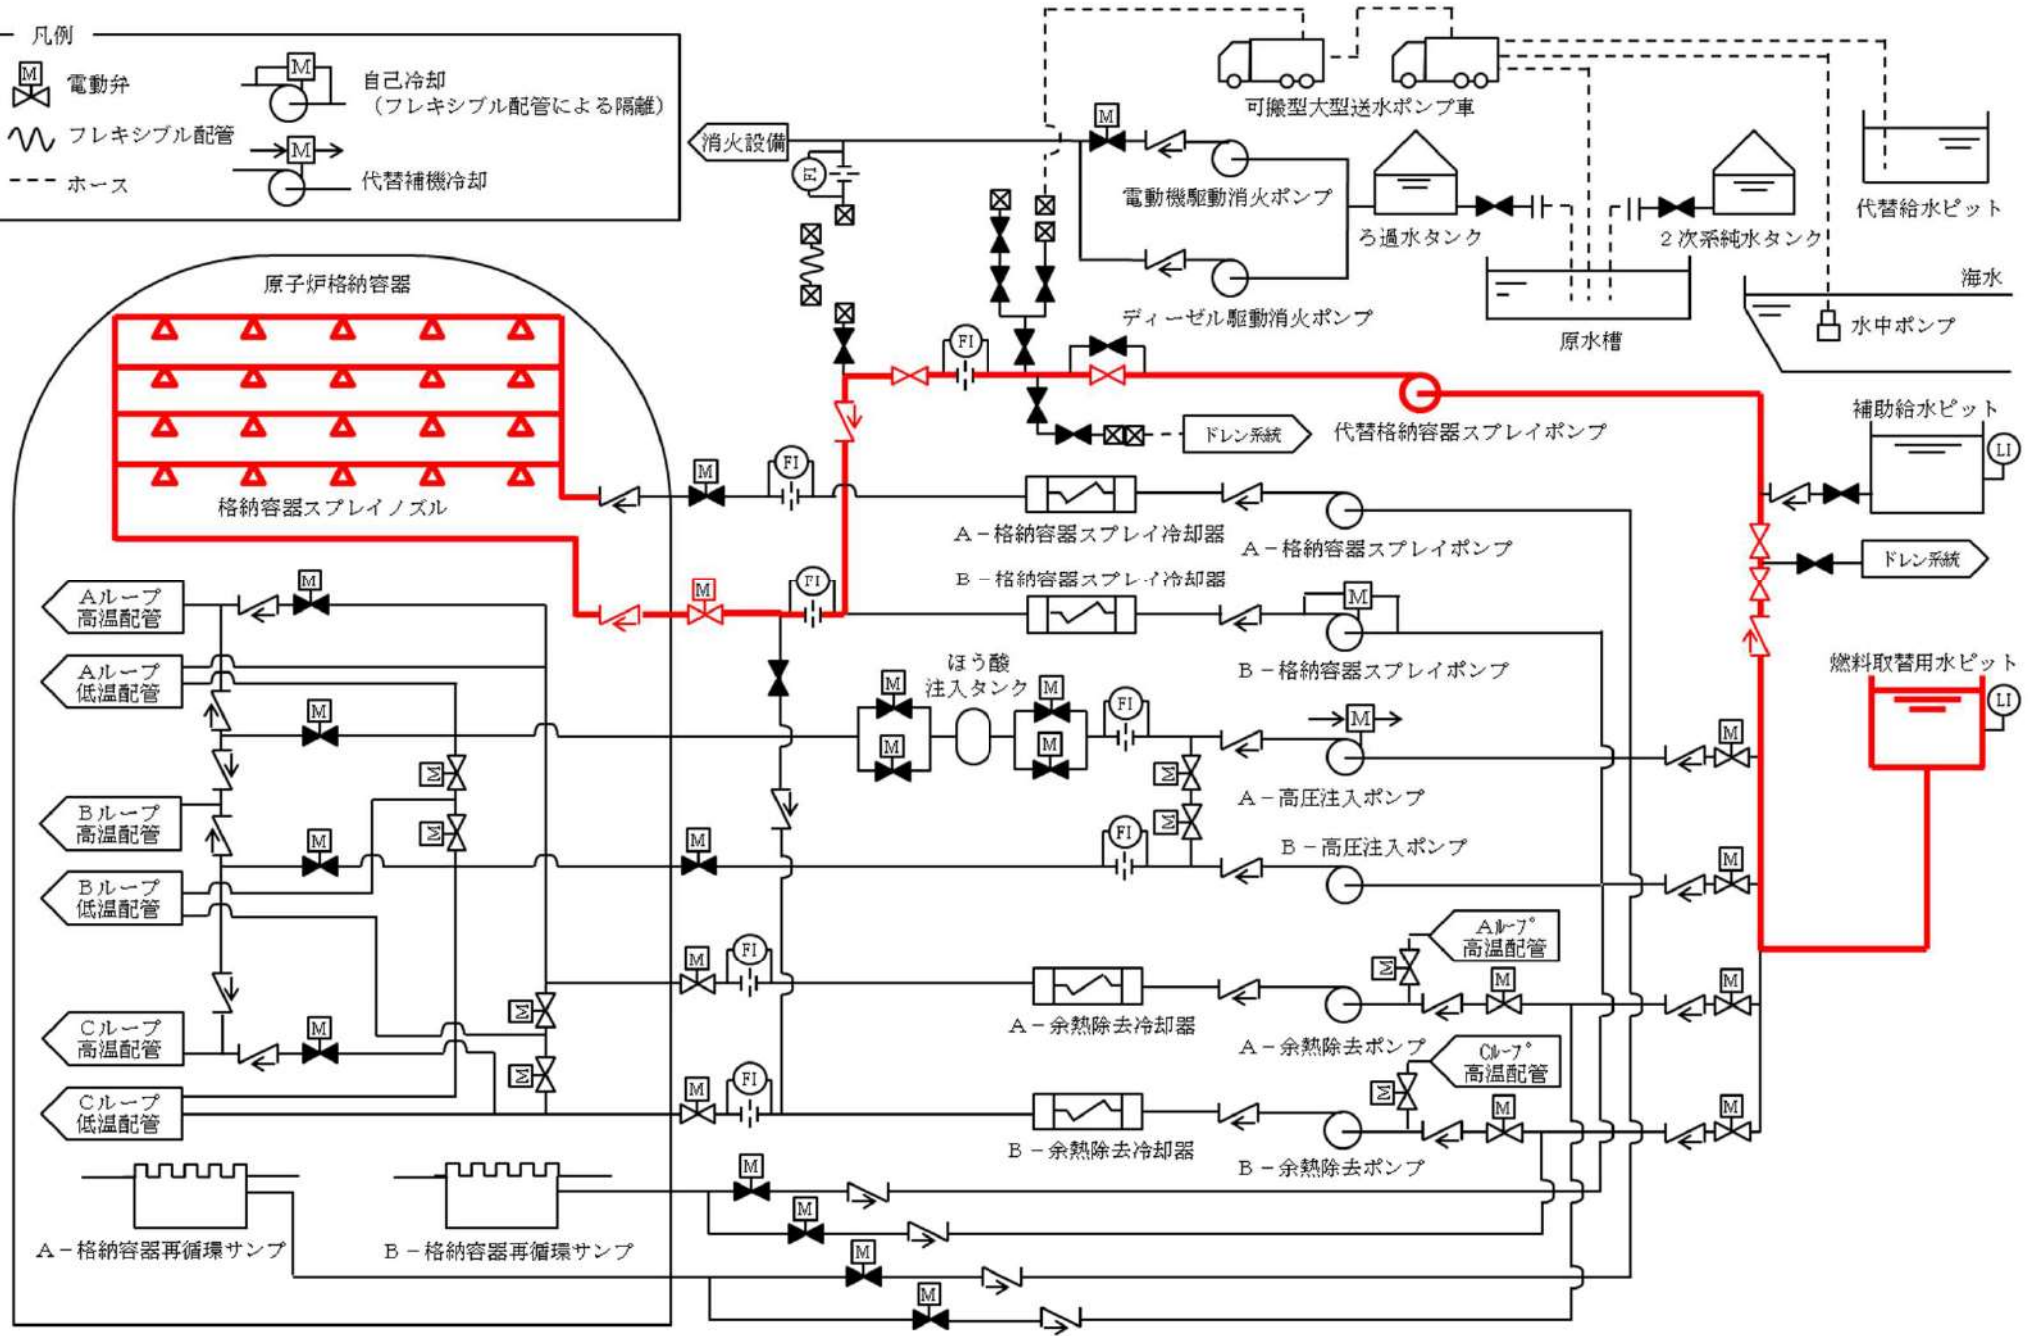 凡例
M
電動弁
フレキシブル配管
ホース
M
自己冷却
(フレキシブル配管による隔離)
M
代替補機冷却
消火設備
FI
M
可搬型大型送水ポンプ車
電動機駆動消火ポンプ
ディーゼル駆動消火ポンプ
ろ過水タンク
2次系純水タンク
代替給水ピット
原水槽
海水
水中ポンプ
原子炉格納容器
格納容器スプレイノズル
FI
ドレン系統
代替格納容器スプレイポンプ
補助給水ピット
LI
ドレン系統
燃料取替用水ピット
LI
M
FI
A－格納容器スプレイ冷却器
A－格納容器スプレイポンプ
M
FI
B－格納容器スプレイ冷却器
M
B－格納容器スプレイポンプ
Aループ
高温配管
M
Aループ
低温配管
M
M
M
ほう酸
注入タンク
M
M
FI
M
M
A－高圧注入ポンプ
M
Bループ
高温配管
M
M
M
M
FI
M
B－高圧注入ポンプ
M
Bループ
低温配管
M
FI
A－余熱除去冷却器
A－余熱除去ポンプ
M
Aループ
高温配管
M
M
Cループ
高温配管
M
M
M
Cループ
低温配管
M
FI
B－余熱除去冷却器
B－余熱除去ポンプ
M
Cループ
高温配管
M
M
A－格納容器再循環サンプ
B－格納容器再循環サンプ
M
M
M
M